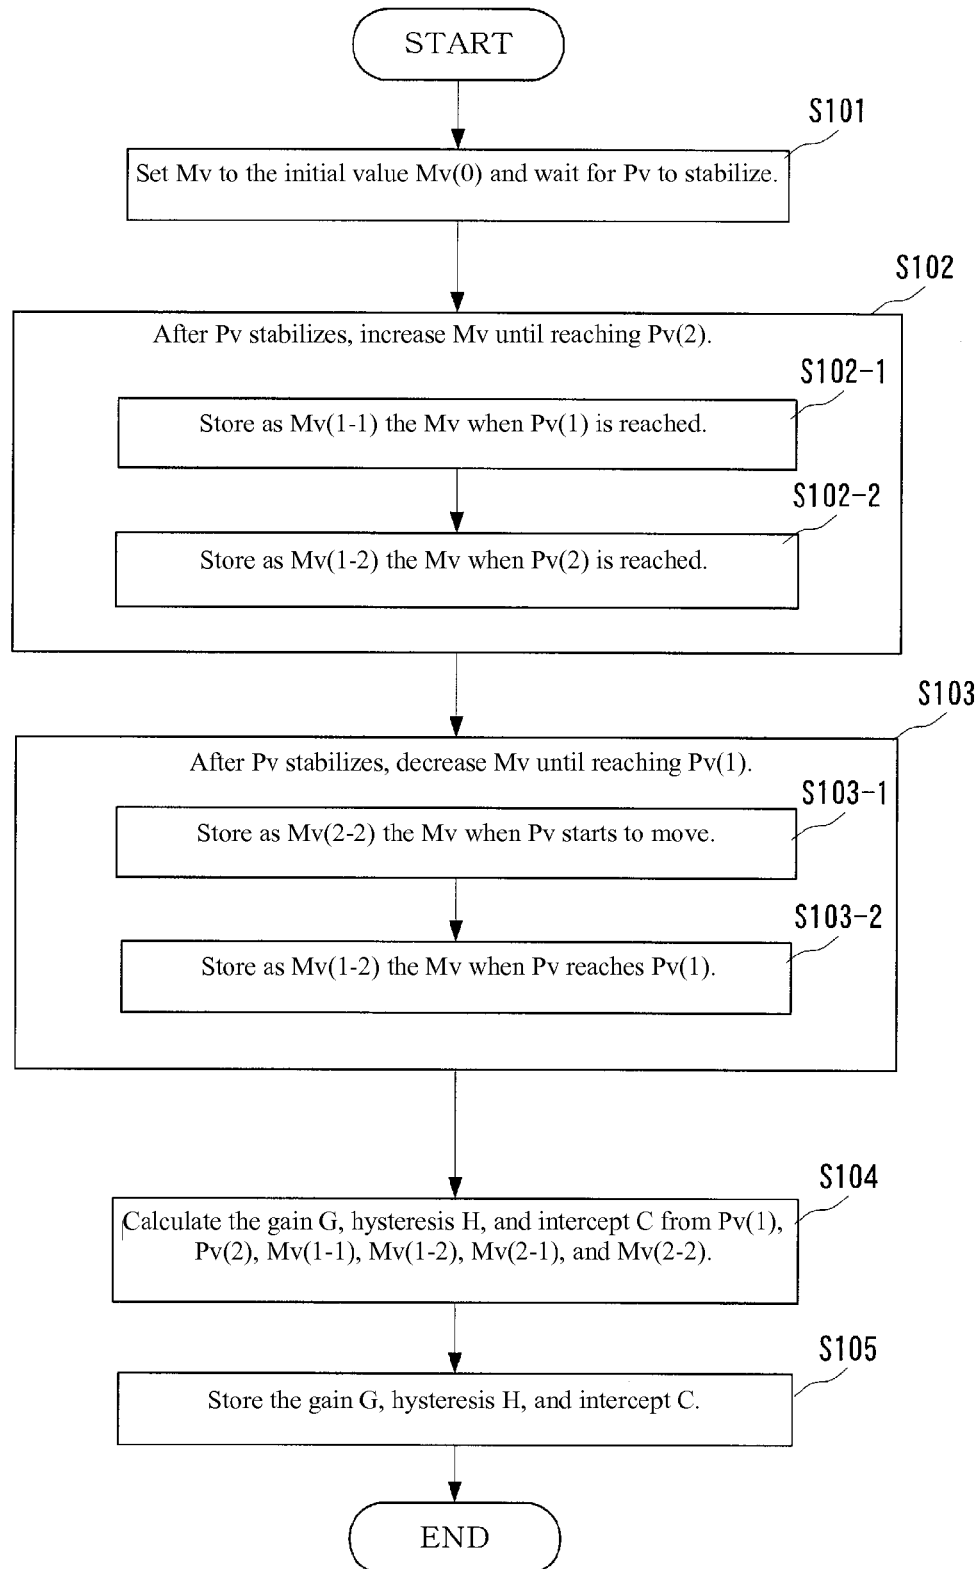 START
S101
Set Mv to the initial value Mv(0) and wait for Pv to stabilize.
S102
After Pv stabilizes, increase Mv until reaching Pv(2).
S102-1
Store as Mv(1-1) the Mv when Pv(1) is reached.
S102-2
Store as Mv(1-2) the Mv when Pv(2) is reached.
S103
After Pv stabilizes, decrease Mv until reaching Pv(1).
S103-1
Store as Mv(2-2) the Mv when Pv starts to move.
S103-2
Store as Mv(1-2) the Mv when Pv reaches Pv(1).
S104
Calculate the gain G, hysteresis H, and intercept C from Pv(1),
Pv(2), Mv(1-1), Mv(1-2), Mv(2-1), and Mv(2-2).
S105
Store the gain G, hysteresis H, and intercept C.
END